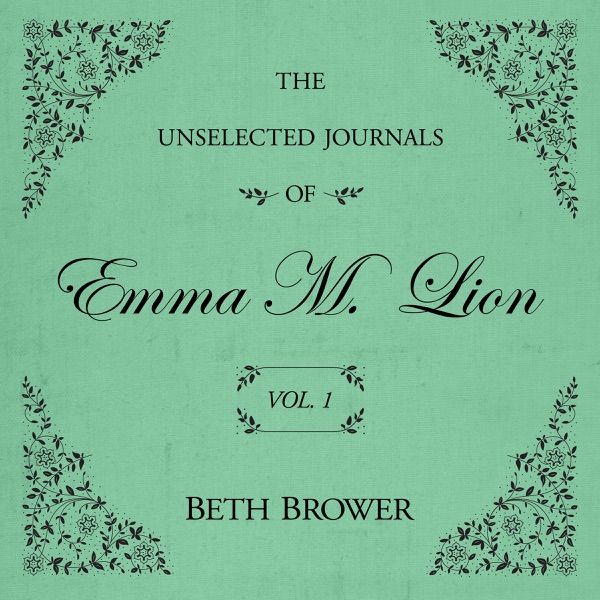 THE
UNSELECTED JOURNALS
OF
Emma M. Lion
VOL. 1
BETH BROWER